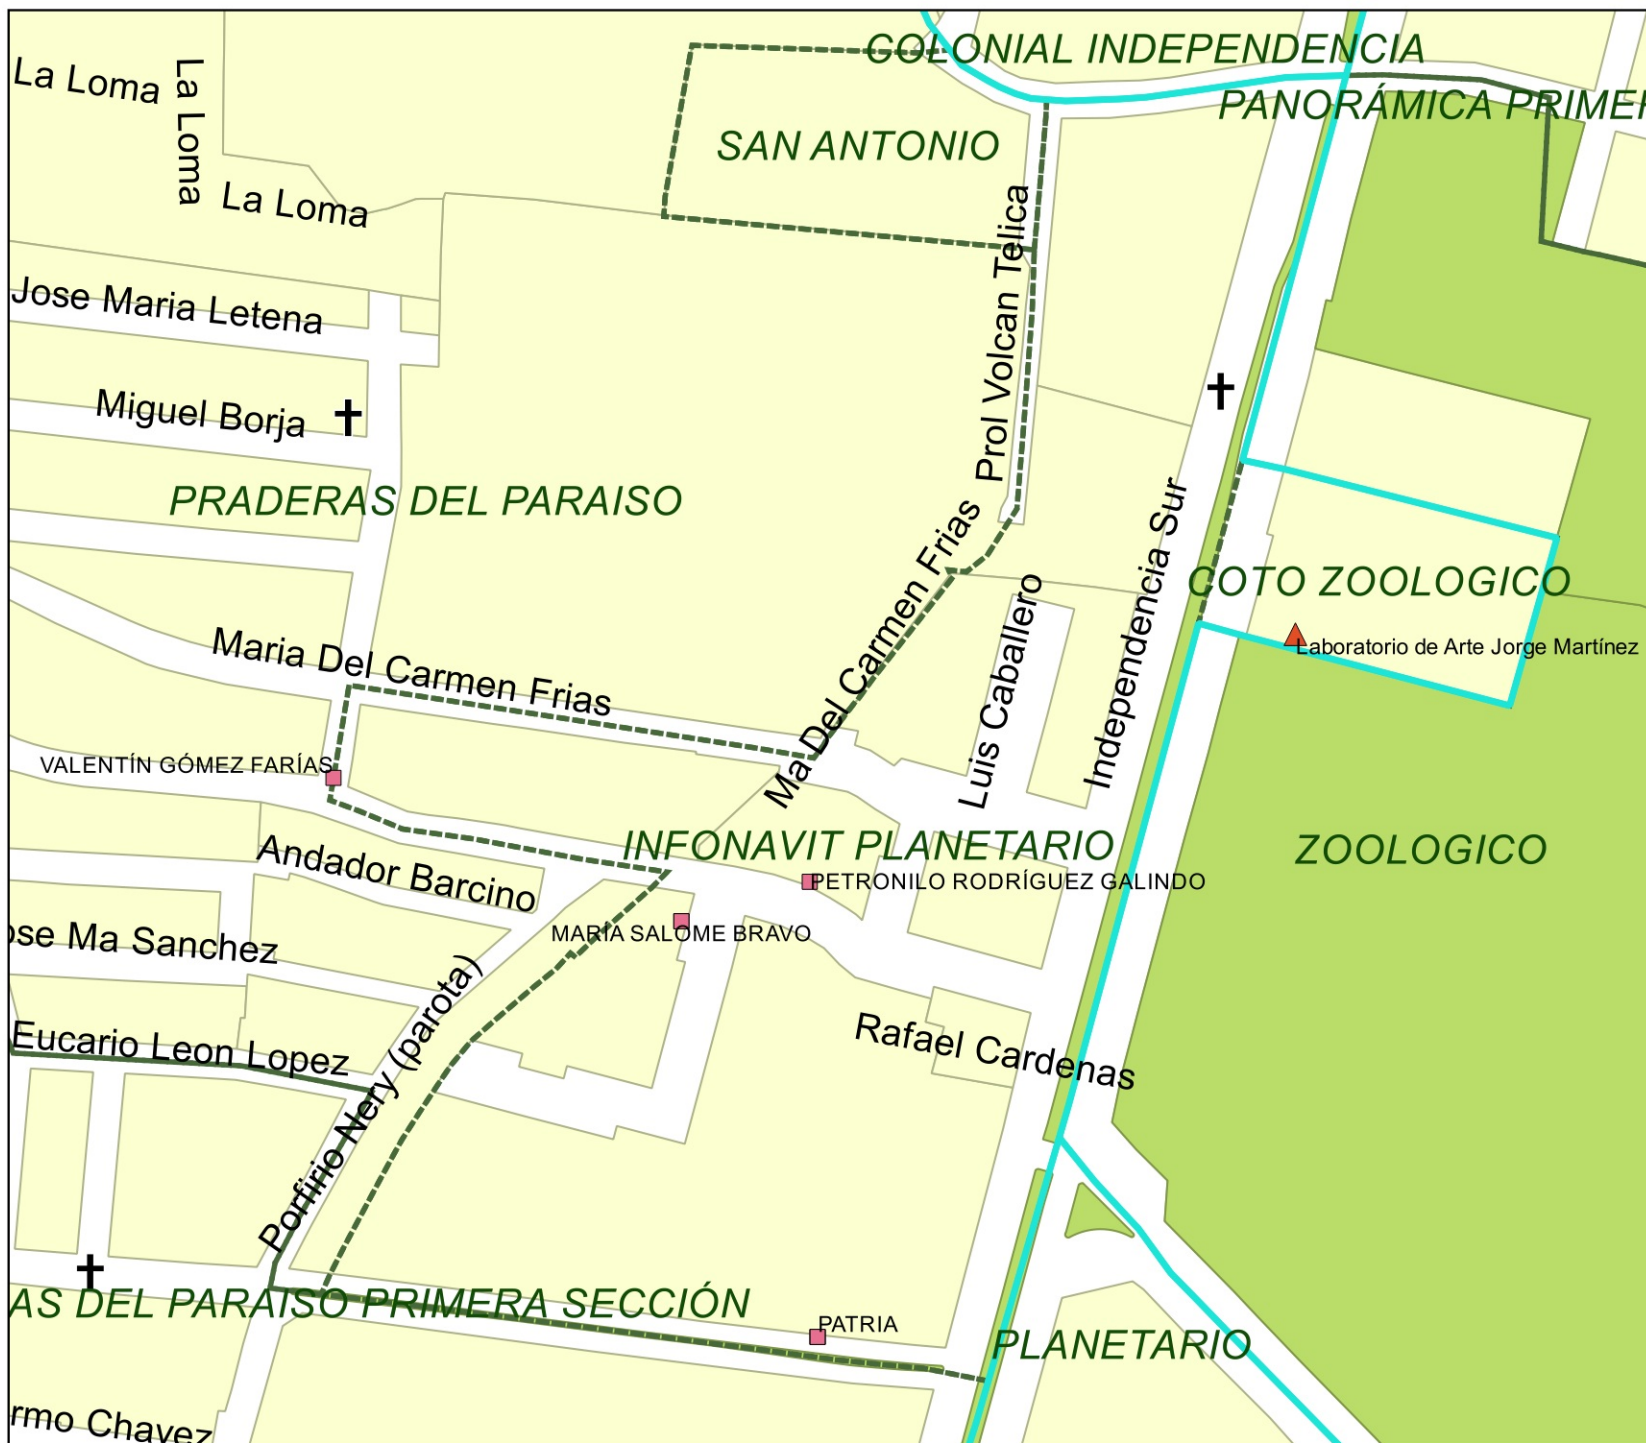 COLONIAL INDEPENDENCIA
La Loma
La Loma
PANORÁMICA PRIMER
SAN ANTONIO
La Loma
Prol Volcan Telica
Jose Maria Letena
Miguel Borja
PRADERAS DEL PARAISO
Independencia Sur
Ma Del Carmen Frias
COTO ZOOLOGICO
Luis Caballero
Laboratorio de Arte Jorge Martínez
Maria Del Carmen Frias
VALENTÍN GÓMEZ FARÍAS
INFONAVIT PLANETARIO
ZOOLOGICO
Andador Barcino
PETRONILO RODRÍGUEZ GALINDO
MARÍA SALOME BRAVO
ose Ma Sanchez
Porfirio Nery (parota)
Eucario Leon Lopez
Rafael Cardenas
AS DEL PARAISO PRIMERA SECCIÓN
PATRIA
PLANETARIO
rmo Chavez